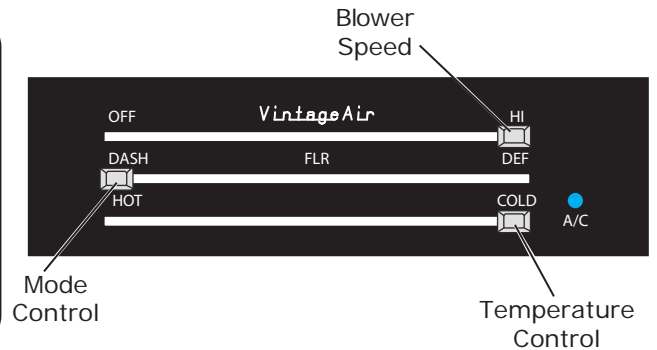 Blower
Speed
OFF VintageAir HI
DASH FLR DEF
HOT COLD
A/C
Mode
Control
Temperature
Control